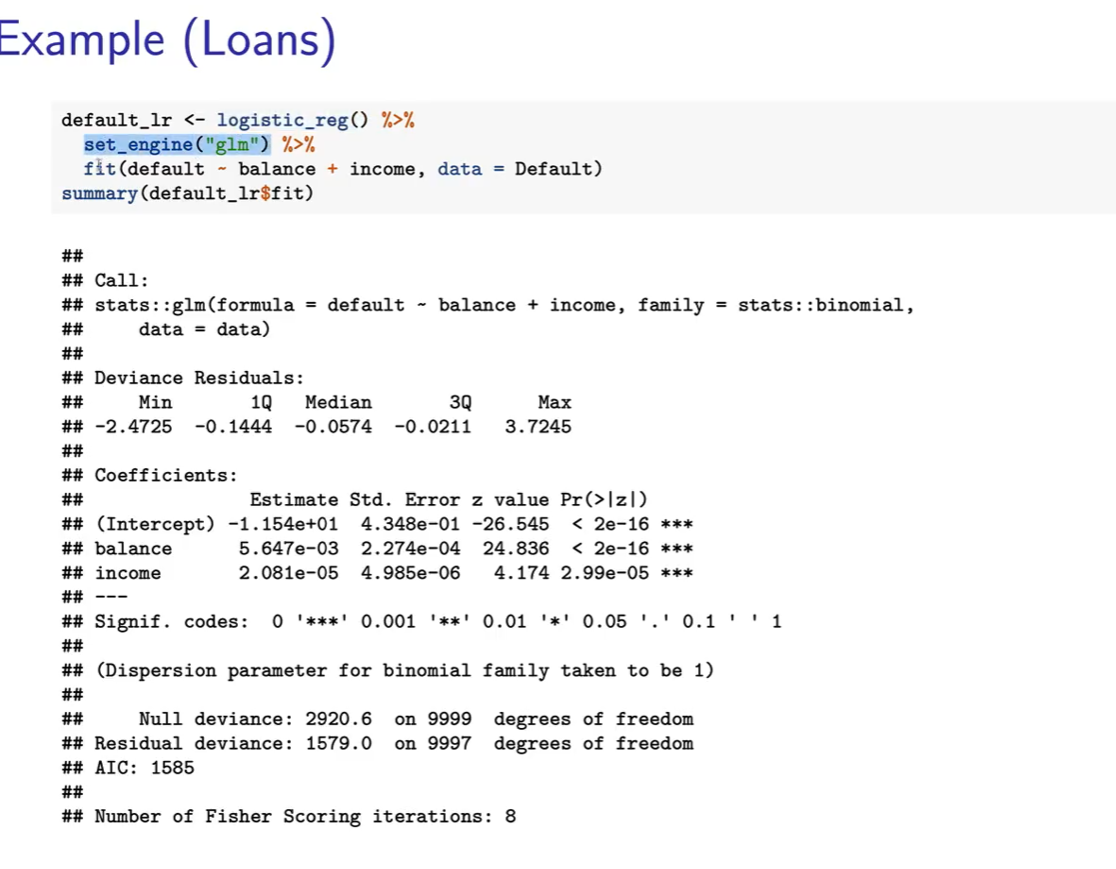 Example (Loans)
default_lr <- logistic_reg() %>%
  set_engine("glm") %>%
  fit(default ~ balance + income, data = Default)
summary(default_lr$fit)
##
## Call:
## stats::glm(formula = default ~ balance + income, family = stats::binomial,
##     data = data)
##
## Deviance Residuals:
##     Min       1Q   Median       3Q      Max
## -2.4725  -0.1444  -0.0574  -0.0211   3.7245
##
## Coefficients:
##               Estimate Std. Error z value Pr(>|z|)
## (Intercept) -1.154e+01  4.348e-01 -26.545  < 2e-16 ***
## balance      5.647e-03  2.274e-04  24.836  < 2e-16 ***
## income       2.081e-05  4.985e-06   4.174 2.99e-05 ***
## ---
## Signif. codes:  0 '***' 0.001 '**' 0.01 '*' 0.05 '.' 0.1 ' ' 1
##
## (Dispersion parameter for binomial family taken to be 1)
##
##     Null deviance: 2920.6  on 9999  degrees of freedom
## Residual deviance: 1579.0  on 9997  degrees of freedom
## AIC: 1585
##
## Number of Fisher Scoring iterations: 8